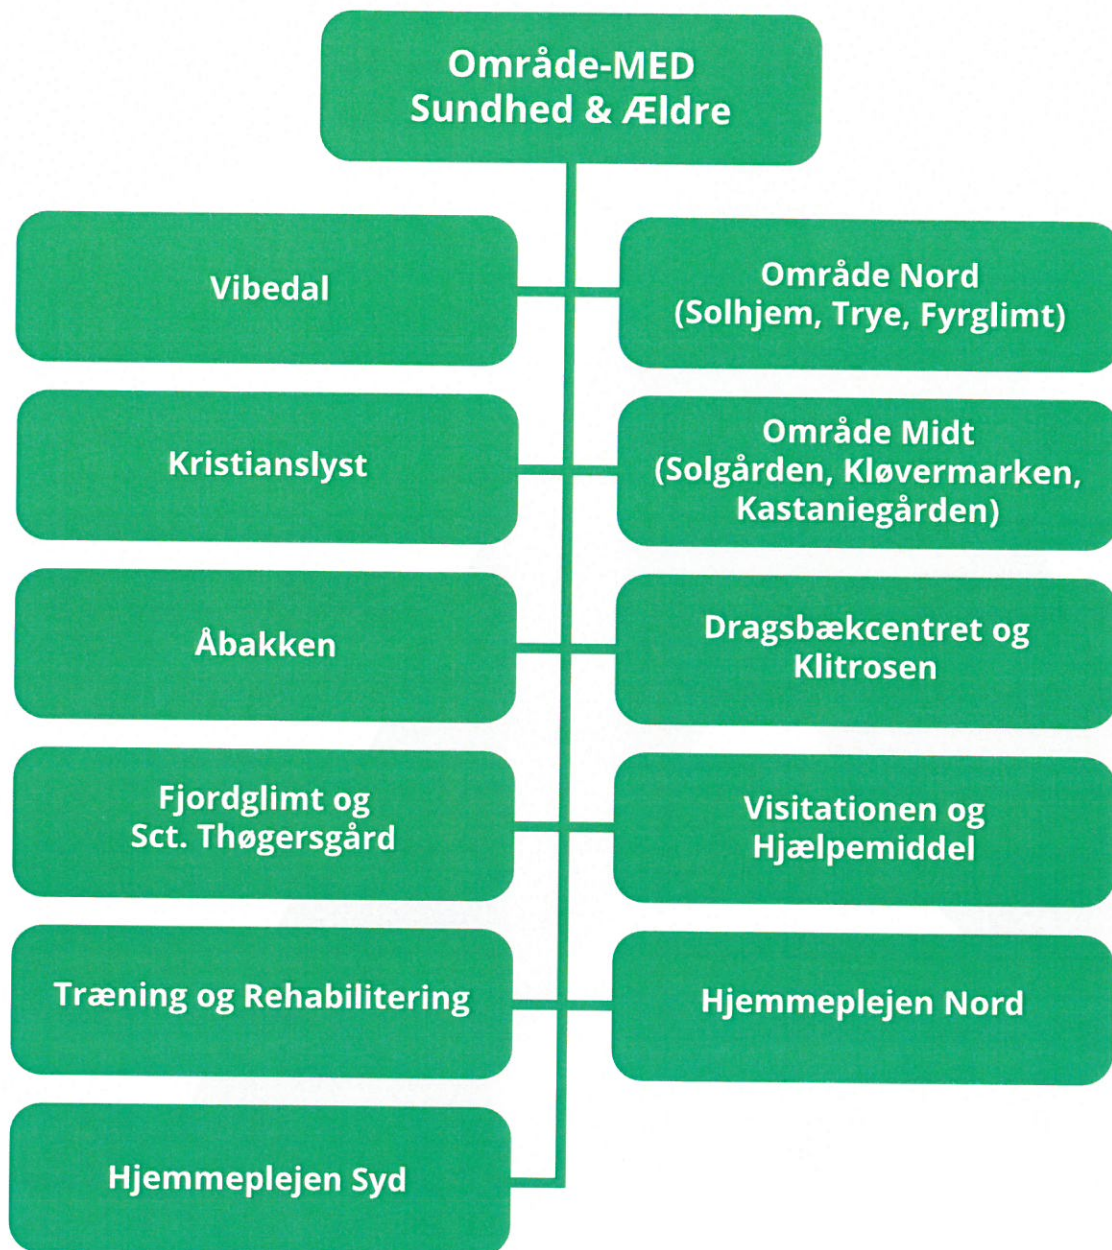 Område-MED
Sundhed & Ældre
Vibedal
Område Nord
(Solhjem, Trye, Fyrglimt)
Kristianslyst
Område Midt
(Solgården, Kløvermarken,
Kastaniegården)
Åbakken
Dragsbækcentret og
Klitrosen
Fjordglimt og
Sct. Thøgersgård
Visitationen og
Hjælpemiddel
Træning og Rehabilitering
Hjemmeplejen Nord
Hjemmeplejen Syd